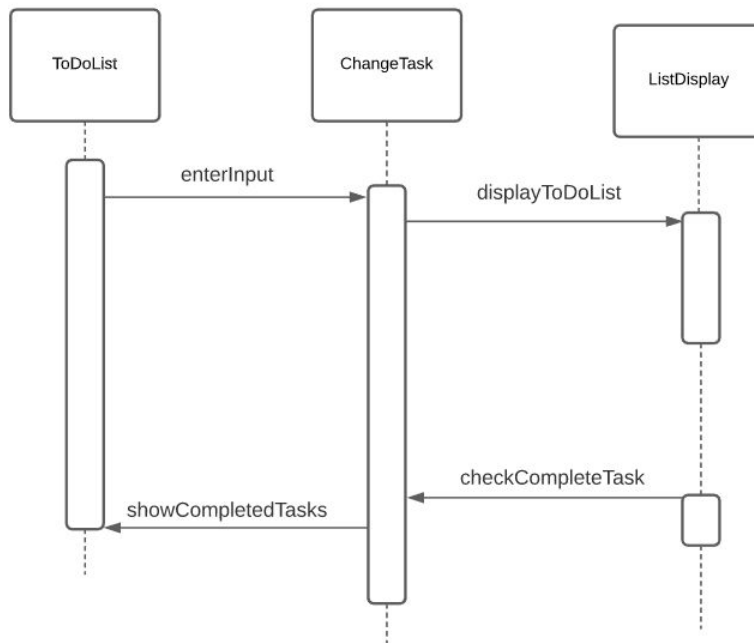 ToDoList
ChangeTask
ListDisplay
enterInput
displayToDoList
checkCompleteTask
showCompletedTasks